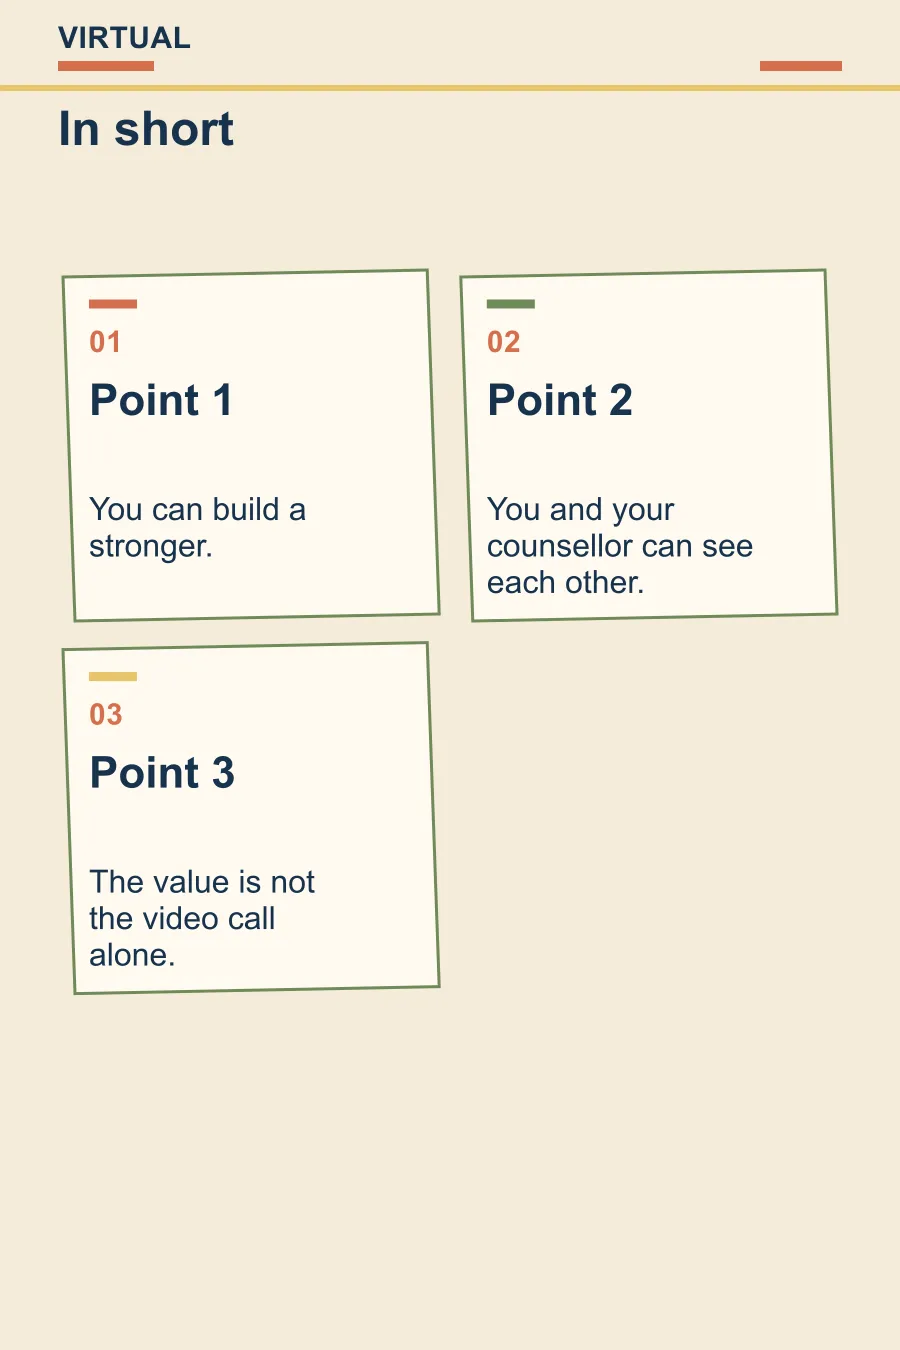 VIRTUAL
In short
01
Point 1
You can build a
stronger.
02
Point 2
You and your
counsellor can see
each other.
03
Point 3
The value is not
the video call
alone.